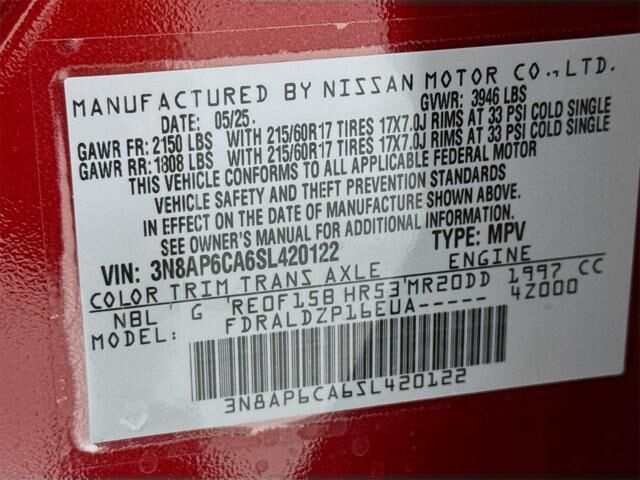 MANUFACTURED BY NISSAN MOTOR CO., LTD.
DATE: 05/25. GVWR: 3946 LBS
GAWR FR: 2150 LBS WITH 215/60R17 TIRES 17X7.0J RIMS AT 33 PSI COLD SINGLE
GAWR RR: 1808 LBS WITH 215/60R17 TIRES 17X7.0J RIMS AT 33 PSI COLD SINGLE
THIS VEHICLE CONFORMS TO ALL APPLICABLE FEDERAL MOTOR
VEHICLE SAFETY AND THEFT PREVENTION STANDARDS
IN EFFECT ON THE DATE OF MANUFACTURE SHOWN ABOVE.
SEE OWNER'S MANUAL FOR ADDITIONAL INFORMATION.
VIN: 3N8AP6CA6SL420122 TYPE: MPV
COLOR TRIM TRANS AXLE ENGINE
NBL G RE0F15B HR53 MR20DD 1997 CC
MODEL: FDRALDZP16EUA----- 4Z000
3N8AP6CA6SL420122